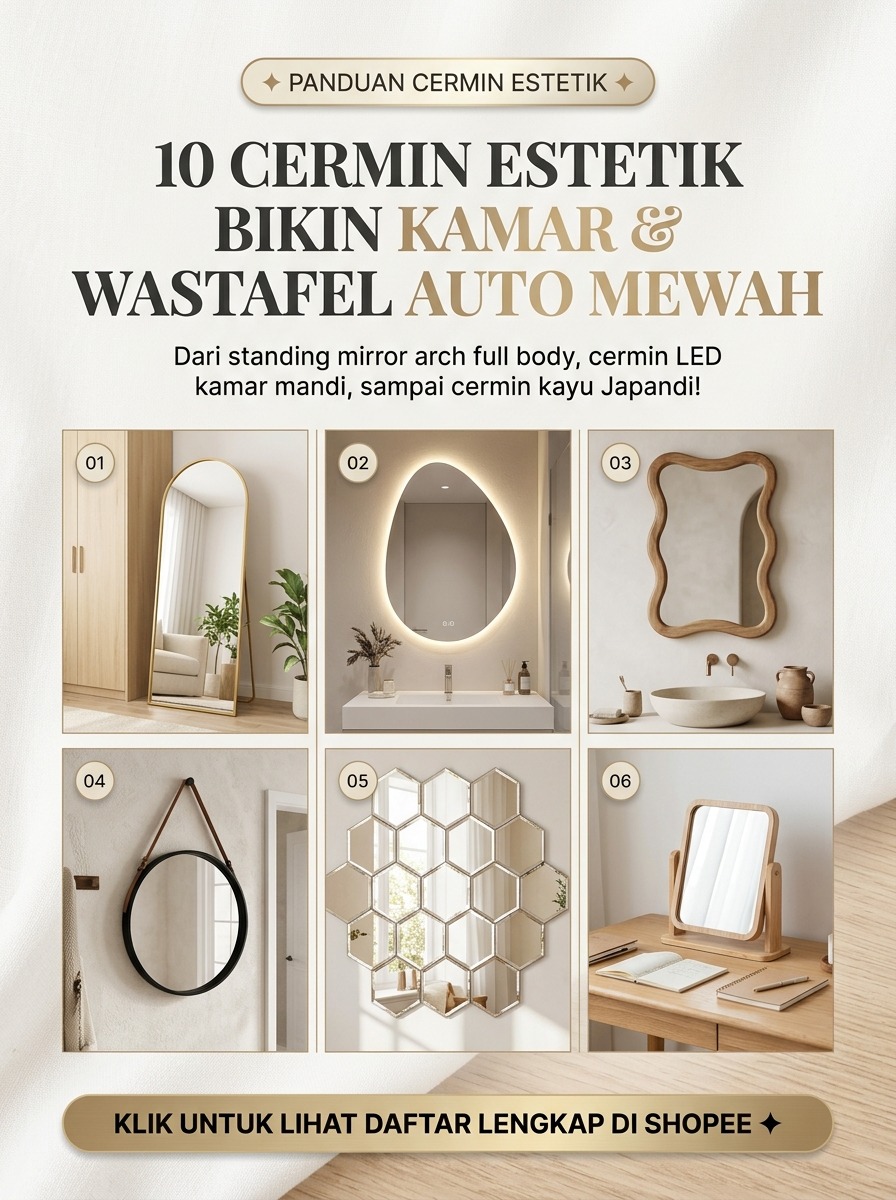 ✦ PANDUAN CERMIN ESTETIK ✦
10 CERMIN ESTETIK
BIKIN KAMAR &
WASTAFEL AUTO MEWAH
Dari standing mirror arch full body, cermin LED
kamar mandi, sampai cermin kayu Japandi!
01
02
03
04
05
06
KLIK UNTUK LIHAT DAFTAR LENGKAP DI SHOPEE ✦